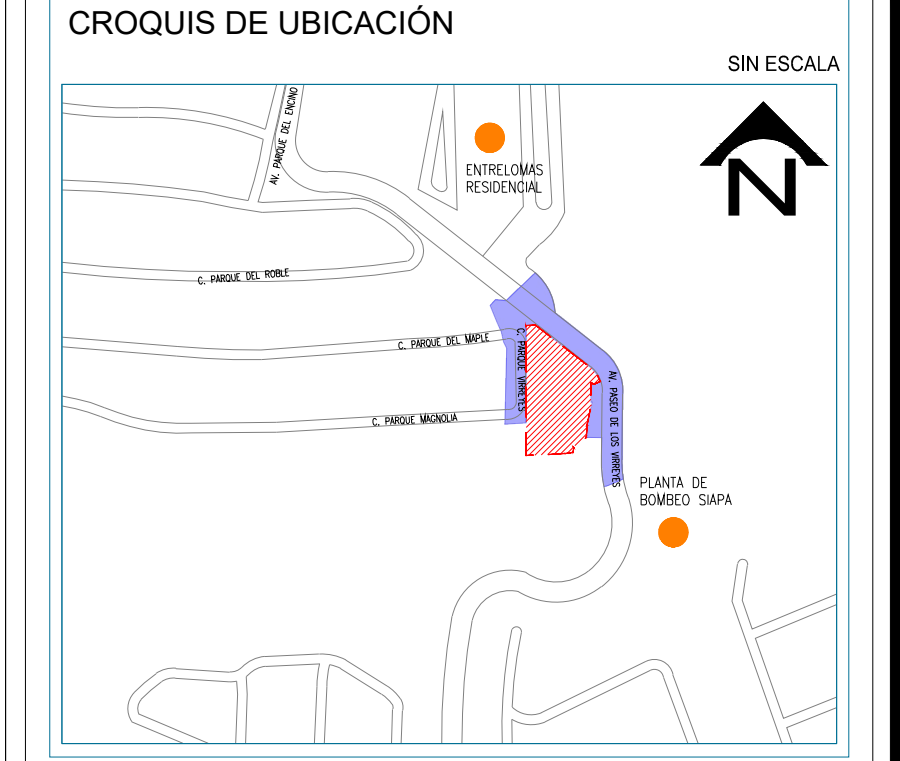 CROQUIS DE UBICACIÓN
SIN ESCALA
AV. PARQUE DEL ENCINO
ENTRELOMAS
RESIDENCIAL
N
C. PARQUE DEL ROBLE
C. PARQUE DEL MAPLE
C. PARQUE VIRREYES
AV. PASEO DE LOS VIRREYES
C. PARQUE MAGNOLIA
PLANTA DE
BOMBEO SIAPA